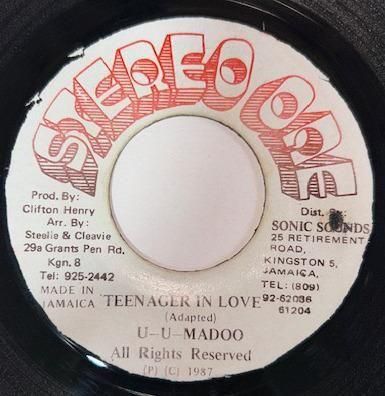 STEREO ONE
Prod. By:
Clifton Henry
Arr. By:
Steelie & Cleavie
29a Grants Pen Rd.
Kgn. 8
Tel: 925-2442
MADE IN
JAMAICA
Dist. By
SONIC SOUNDS
25 RETIREMENT
ROAD,
KINGSTON 5,
JAMAICA,
TEL: (809)
92-62036
61204
TEENAGER IN LOVE
(Adapted)
U-U-MADOO
All Rights Reserved
(P) (C) 1987